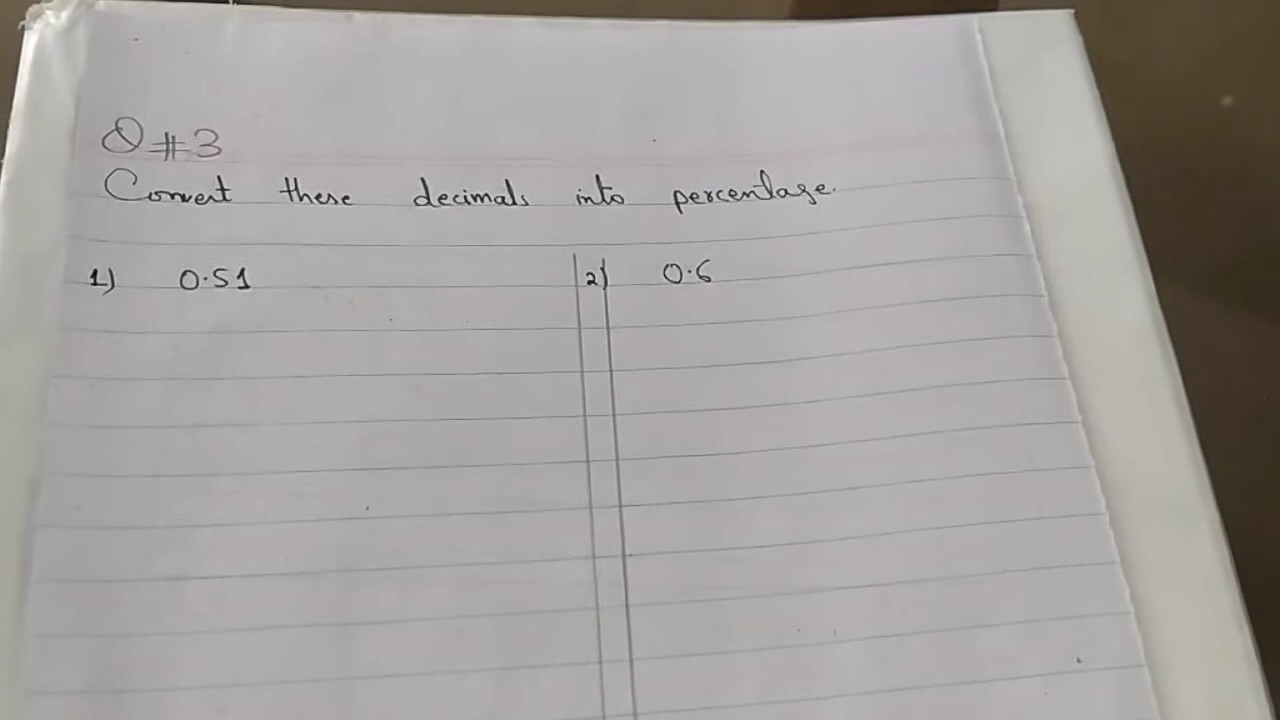 Q#3
Convert these decimals into percentage.
1) 0.51 2) 0.6